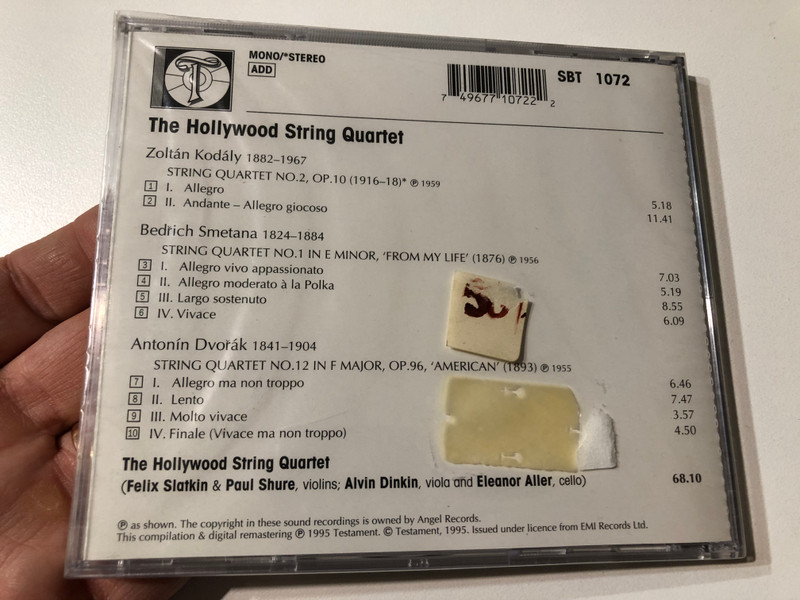 MONO/*STEREO
ADD
SBT 1072
7 49677 10722 2
The Hollywood String Quartet
Zoltán Kodály 1882–1967
STRING QUARTET NO.2, OP.10 (1916–18)* ℗ 1959
1 I. Allegro 5.18
2 II. Andante – Allegro giocoso 11.41
Bedřich Smetana 1824–1884
STRING QUARTET NO.1 IN E MINOR, ‘FROM MY LIFE’ (1876) ℗ 1956
3 I. Allegro vivo appassionato 7.03
4 II. Allegro moderato à la Polka 5.19
5 III. Largo sostenuto 8.55
6 IV. Vivace 6.09
Antonín Dvořák 1841–1904
STRING QUARTET NO.12 IN F MAJOR, OP.96, ‘AMERICAN’ (1893) ℗ 1955
7 I. Allegro ma non troppo 6.46
8 II. Lento 7.47
9 III. Molto vivace 3.57
10 IV. Finale (Vivace ma non troppo) 4.50
The Hollywood String Quartet
(Felix Slatkin & Paul Shure, violins; Alvin Dinkin, viola and Eleanor Aller, cello) 68.10
℗ as shown. The copyright in these sound recordings is owned by Angel Records.
This compilation & digital remastering ℗ 1995 Testament. © Testament, 1995. Issued under licence from EMI Records Ltd.